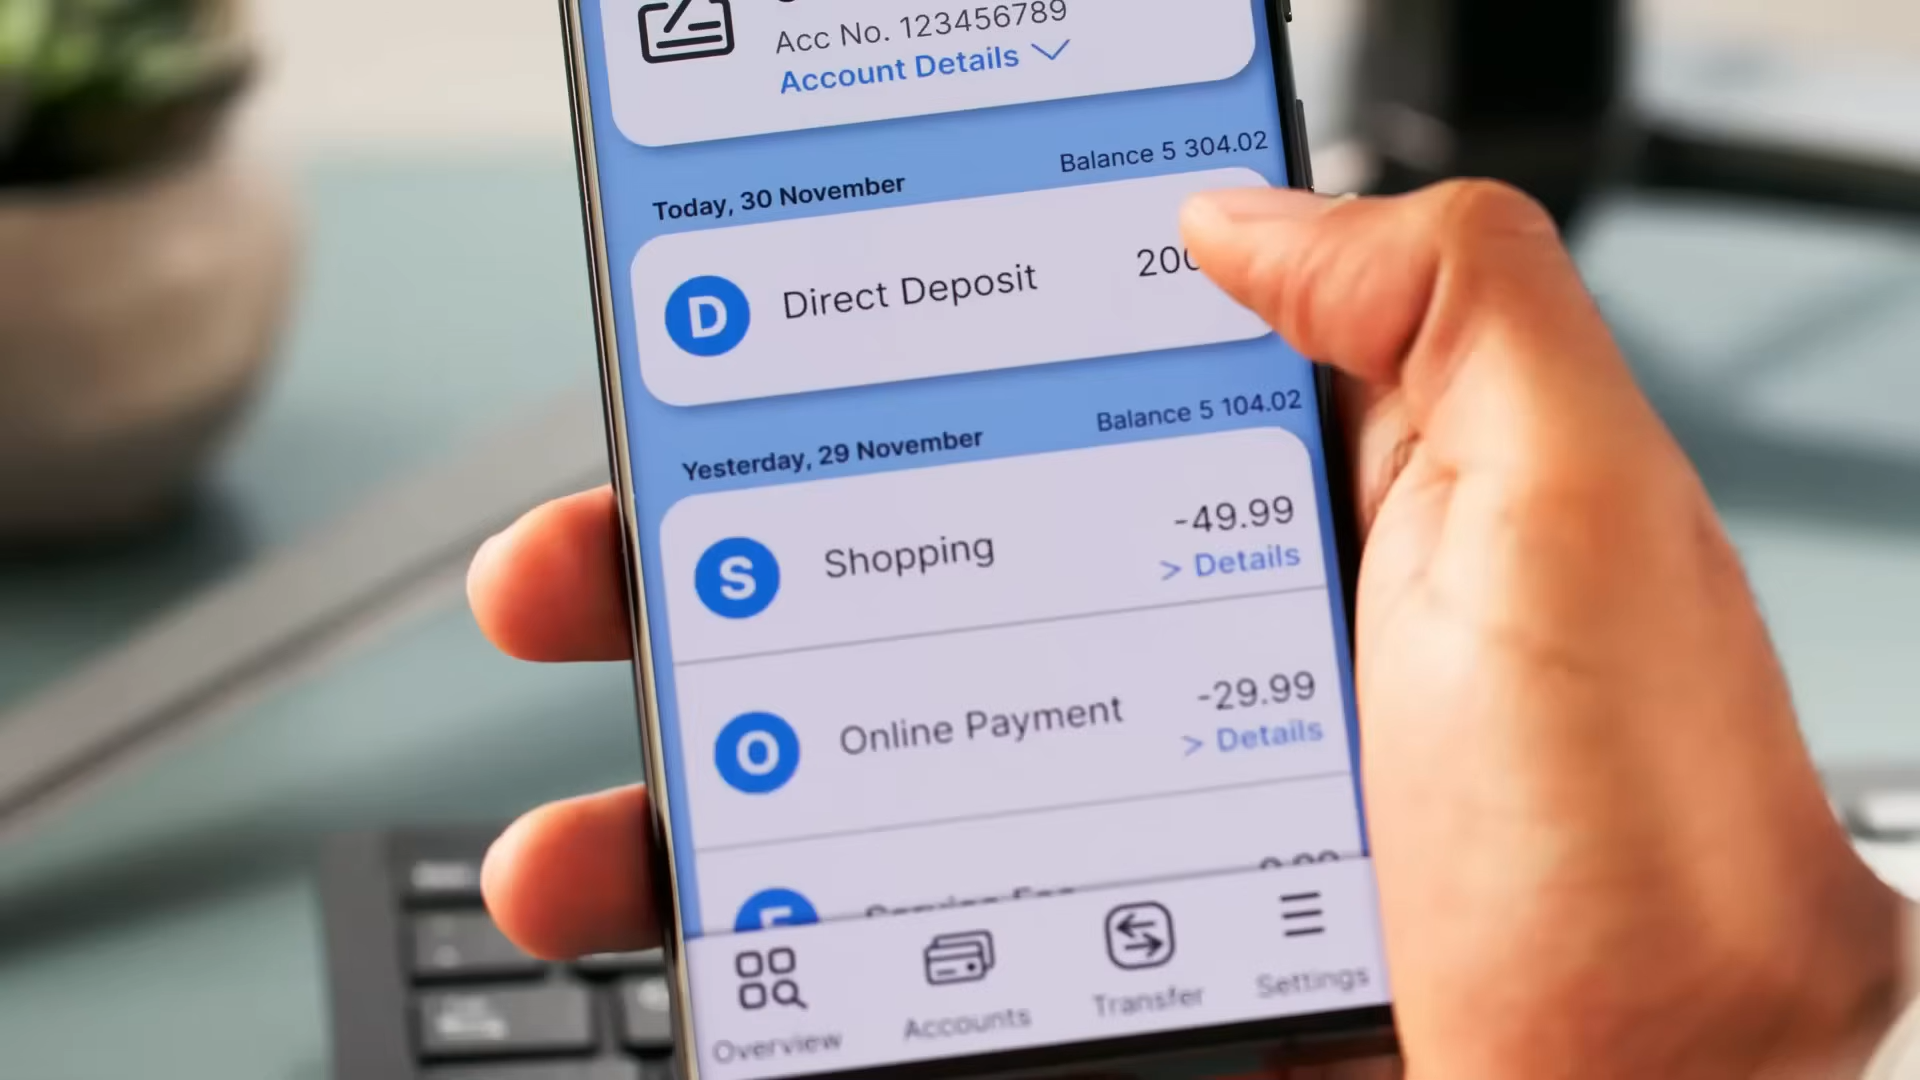 Acc No. 123456789
Account Details
Today, 30 November
Balance 5 304.02
D
Direct Deposit
200
Yesterday, 29 November
Balance 5 104.02
S
Shopping
-49.99
> Details
O
Online Payment
-29.99
> Details
Overview
Accounts
Transfer
Settings